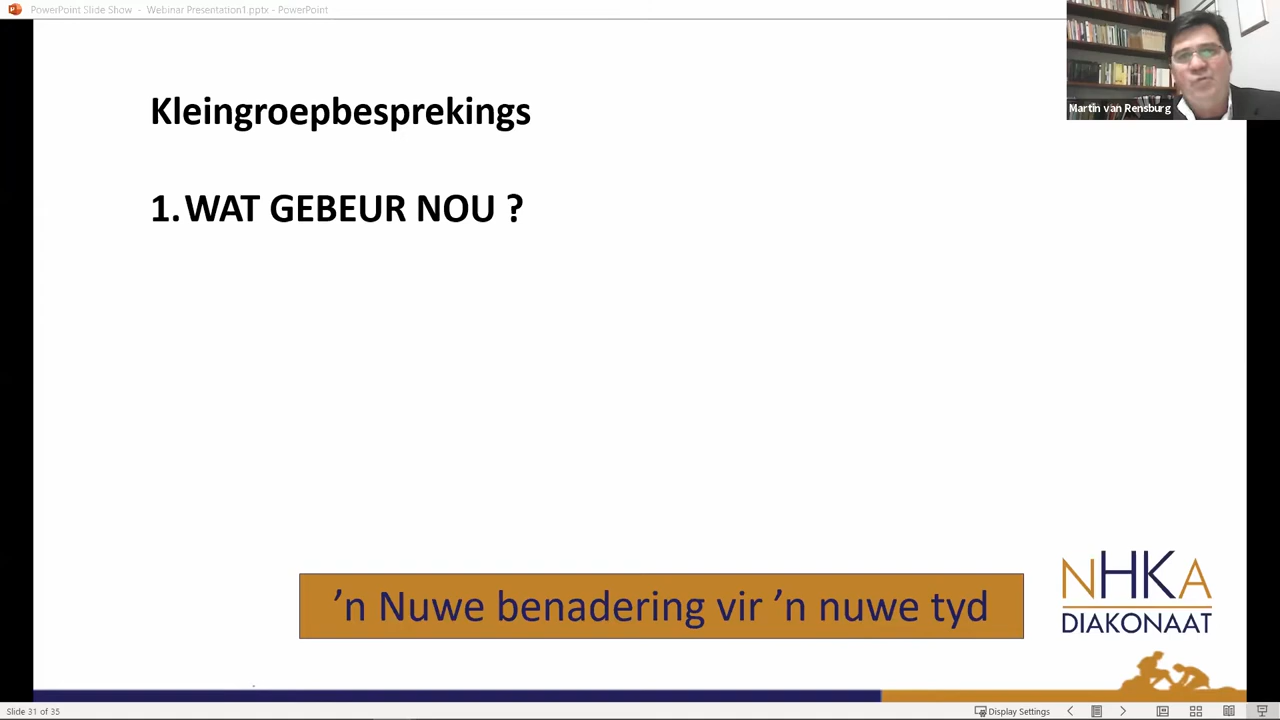 PowerPoint Slide Show - Webinar Presentation1.pptx - PowerPoint
Martin van Rensburg
Kleingroepbesprekings
1. WAT GEBEUR NOU ?
’n Nuwe benadering vir ’n nuwe tyd
NHKA
DIAKONAAT
Slide 31 of 35
Display Settings